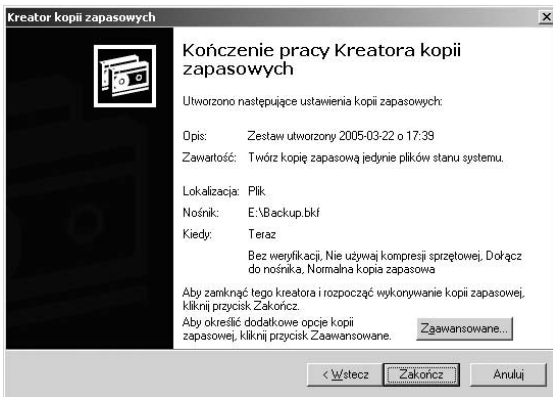 Kreator kopii zapasowych
Kończenie pracy Kreatora kopii
zapasowych
Utworzono następujące ustawienia kopii zapasowych:
Opis: Zestaw utworzony 2005-03-22 o 17:39
Zawartość: Twórz kopię zapasową jedynie plików stanu systemu.
Lokalizacja: Plik
Nośnik: E:\Backup.bkf
Kiedy: Teraz
Bez weryfikacji, Nie używaj kompresji sprzętowej, Dołącz
do nośnika, Normalna kopia zapasowa
Aby zamknąć tego kreatora i rozpocząć wykonywanie kopii zapasowej,
kliknij przycisk Zakończ.
Aby określić dodatkowe opcje kopii
zapasowej, kliknij przycisk Zaawansowane.
Zaawansowane...
< Wstecz Zakończ Anuluj